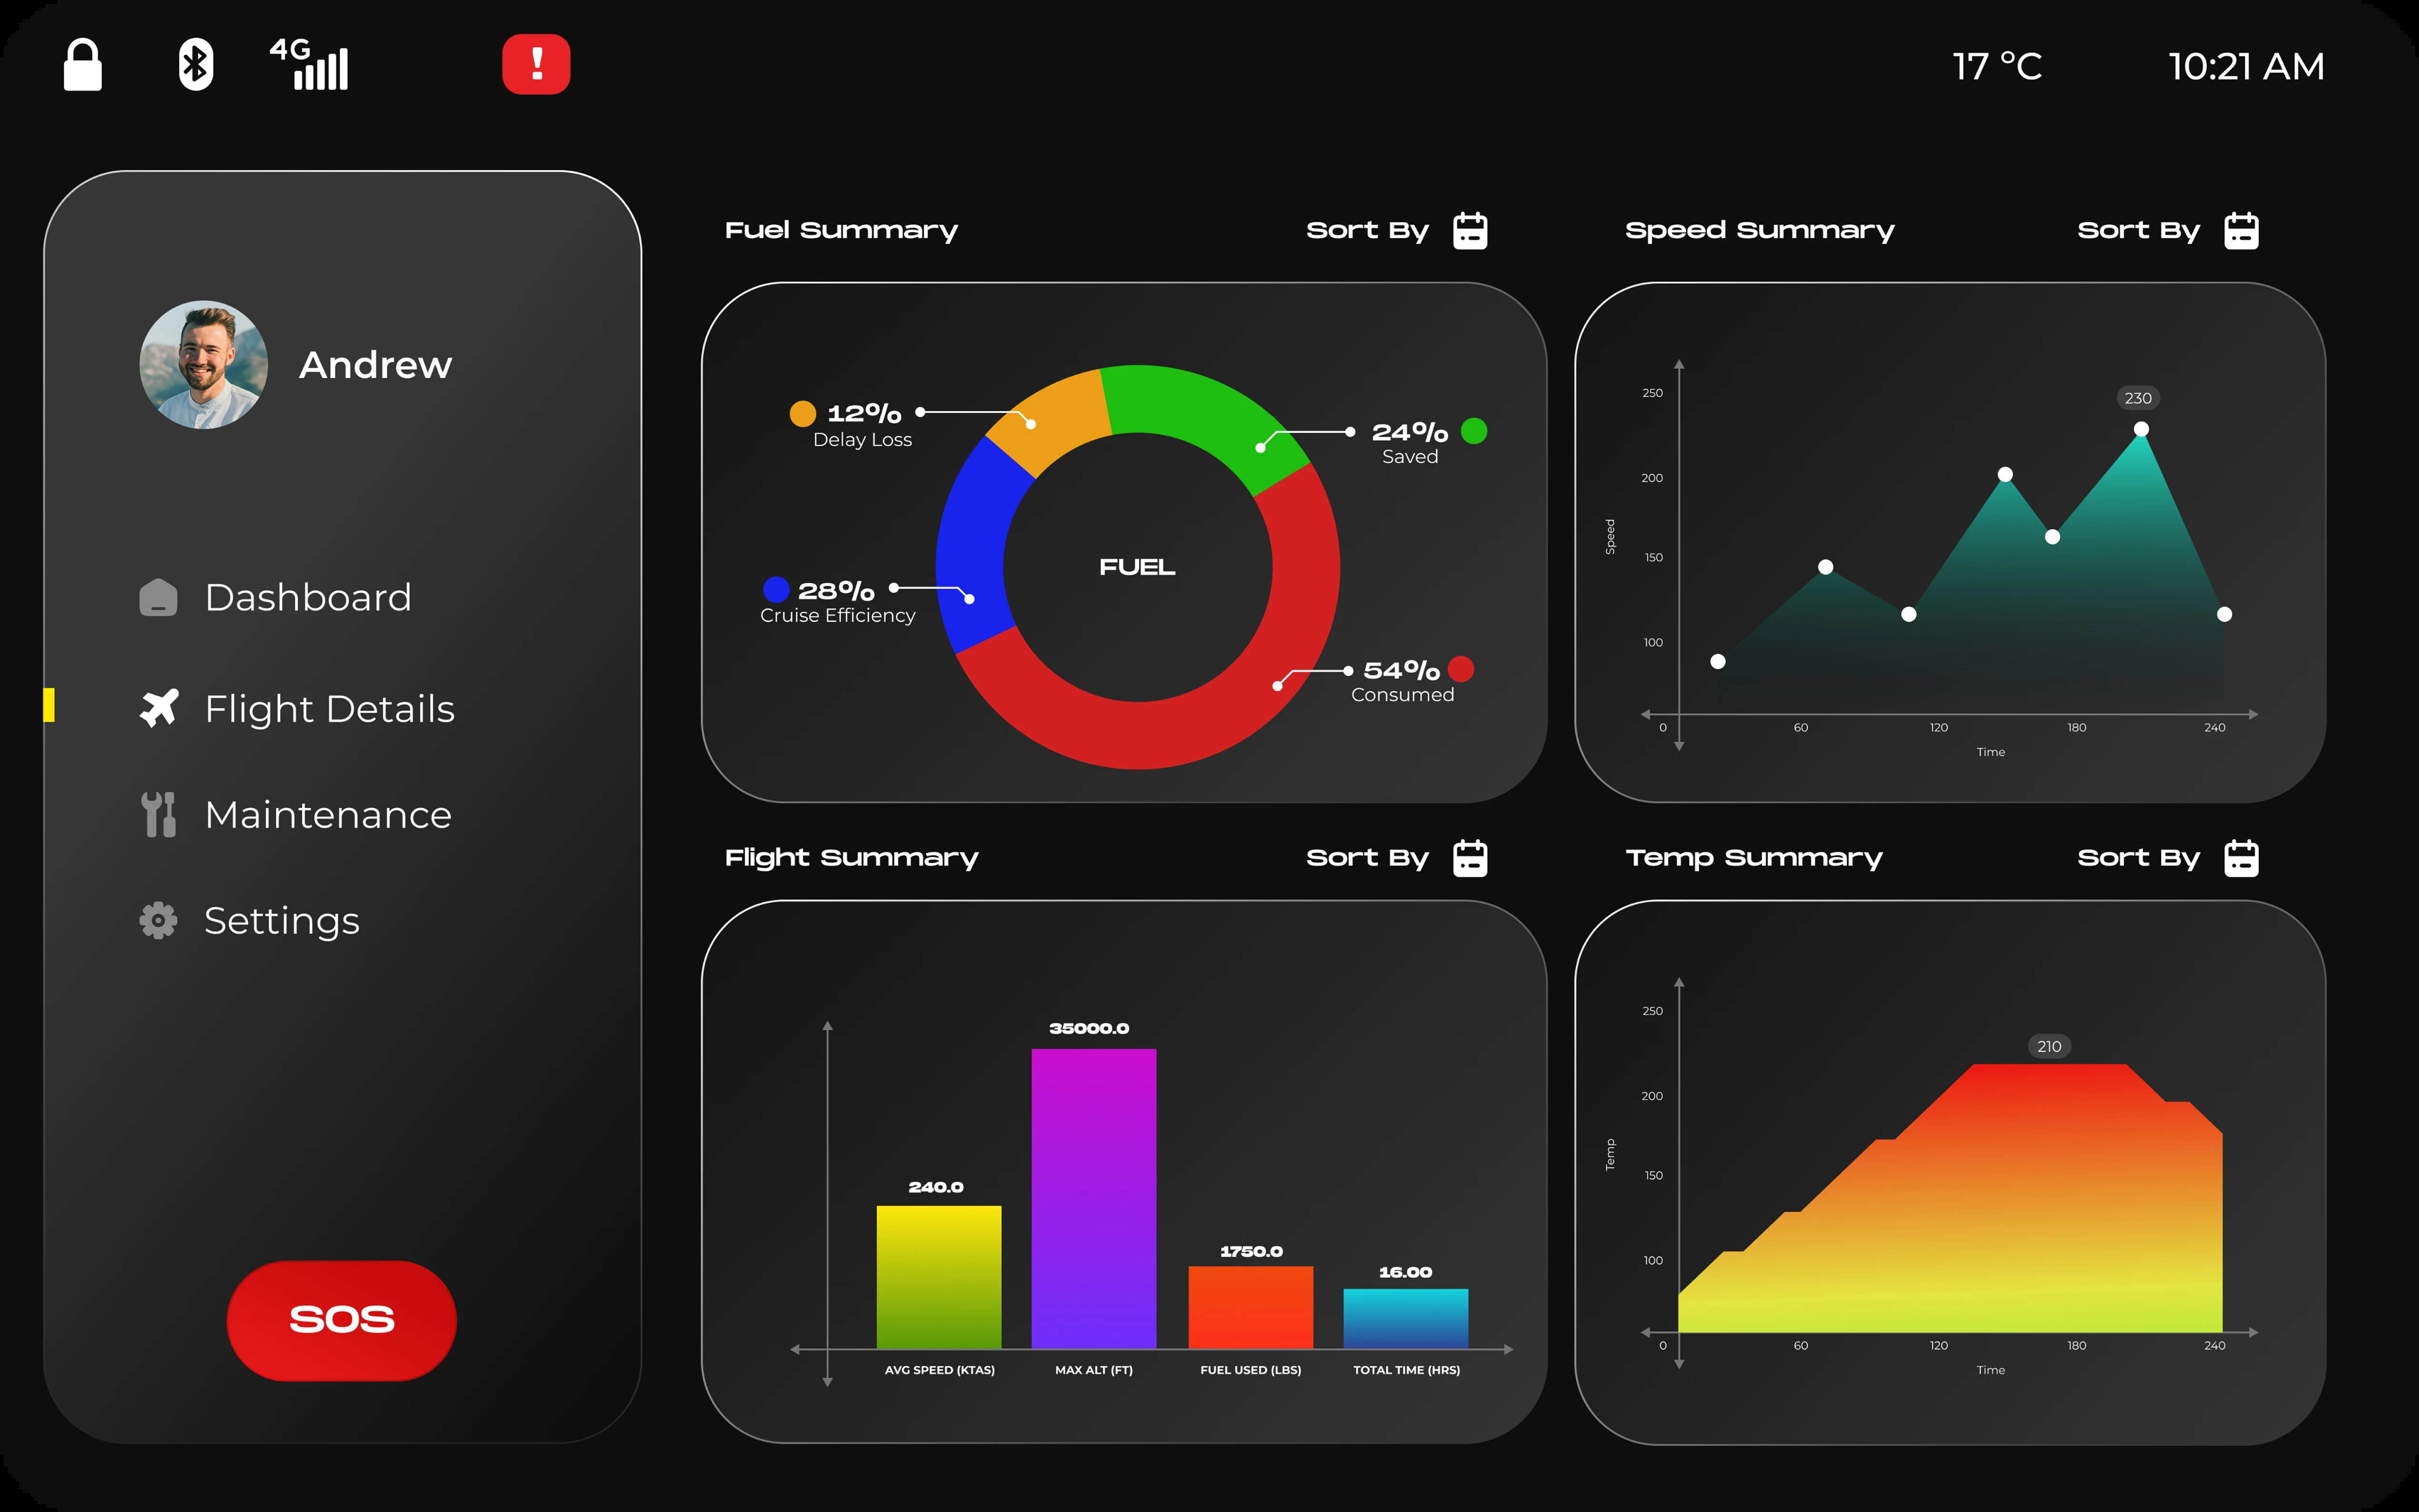 4G
!
17 °C
10:21 AM
Andrew
Dashboard
Flight Details
Maintenance
Settings
SOS
Fuel Summary
Sort By
12%
Delay Loss
24%
Saved
28%
Cruise Efficiency
FUEL
54%
Consumed
Speed Summary
Sort By
250
200
150
100
Speed
230
0
60
120
180
240
Time
Flight Summary
Sort By
240.0
35000.0
1750.0
16.00
AVG SPEED (KTAS)
MAX ALT (FT)
FUEL USED (LBS)
TOTAL TIME (HRS)
Temp Summary
Sort By
250
200
150
100
Temp
210
0
60
120
180
240
Time